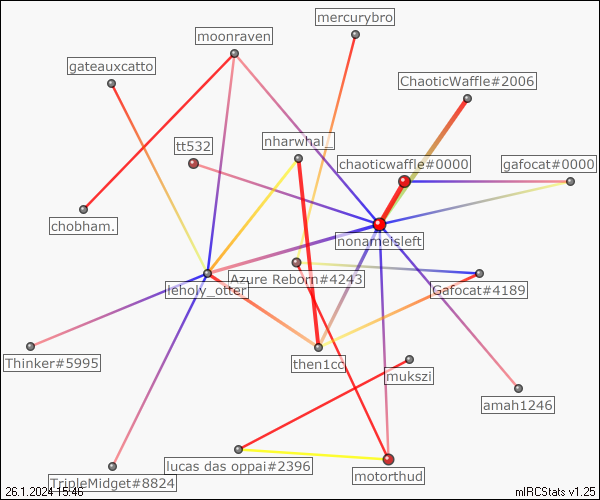 mercurybro
moonraven
gateauxcatto
ChaoticWaffle#2006
nharwhal_
tt532
chaoticwaffle#0000
gafocat#0000
chobham.
nonameisleft
Azure Reborn#4243
leholy_otter
Gafocat#4189
Thinker#5995
then1cc
mukszi
amah1246
lucas das oppai#2396
motorthud
TripleMidget#8824
26.1.2024 15:46
mIRCStats v1.25